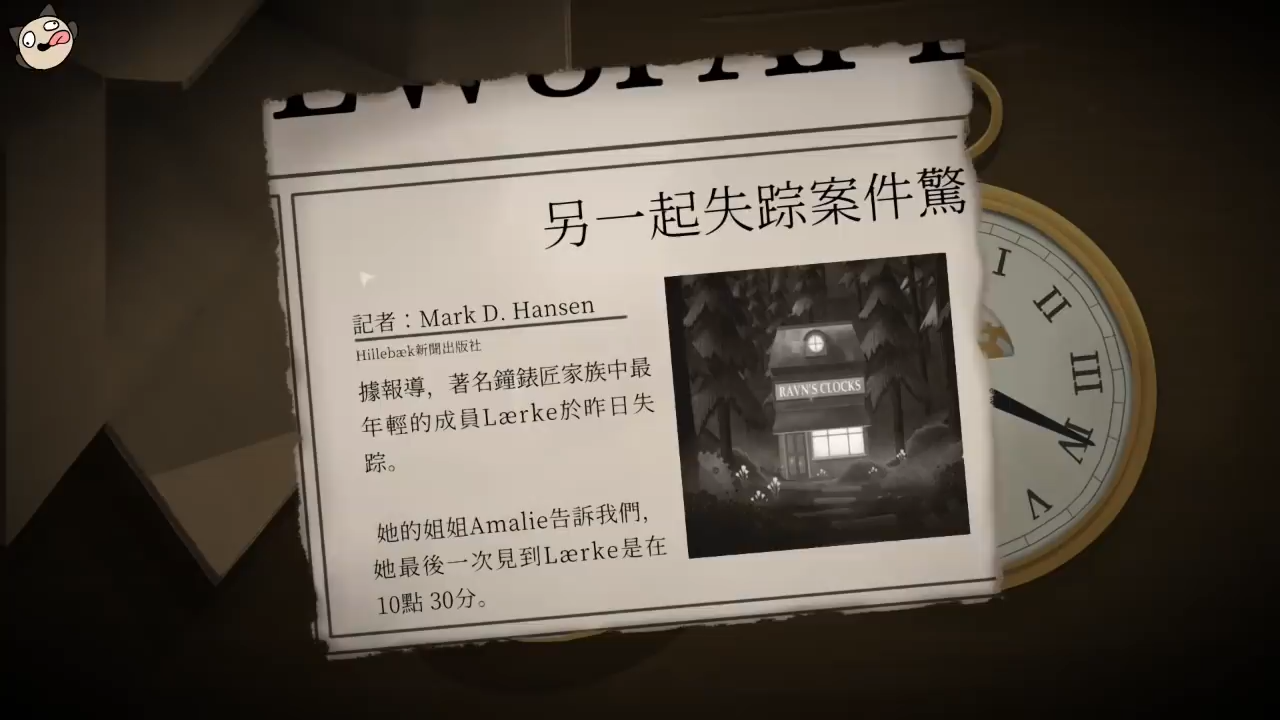 另一起失踪案件驚
記者：Mark D. Hansen
Hillebæk新聞出版社
據報導，著名鐘錶匠家族中最
年輕的成員Lærke於昨日失
踪。
她的姐姐Amalie告訴我們，
她最後一次見到Lærke是在
10點 30分。
RAVN'S CLOCKS
I
II
III
IV
V